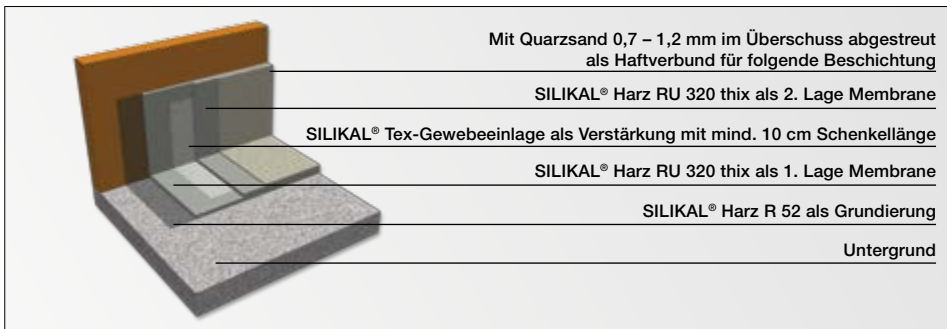 Mit Quarzsand 0,7 – 1,2 mm im Überschuss abgestreut
als Haftverbund für folgende Beschichtung
SILIKAL® Harz RU 320 thix als 2. Lage Membrane
SILIKAL® Tex-Gewebeeinlage als Verstärkung mit mind. 10 cm Schenkellänge
SILIKAL® Harz RU 320 thix als 1. Lage Membrane
SILIKAL® Harz R 52 als Grundierung
Untergrund